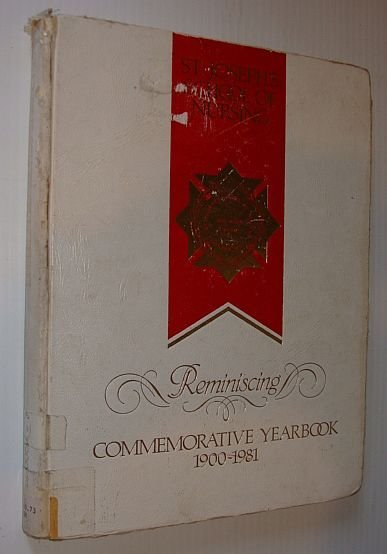 ST. JOSEPH'S
SCHOOL OF
NURSING
Reminiscing
COMMEMORATIVE YEARBOOK
1900-1981